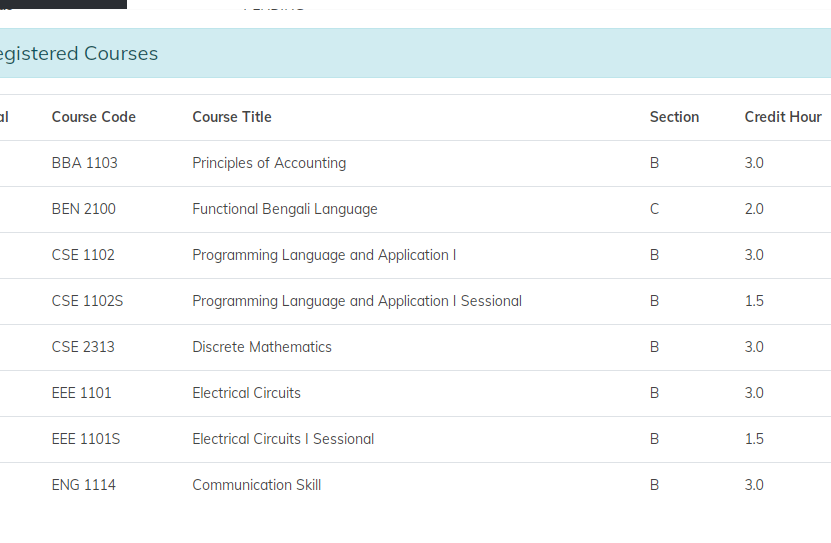 egistered Courses
al Course Code Course Title Section Credit Hour
BBA 1103 Principles of Accounting B 3.0
BEN 2100 Functional Bengali Language C 2.0
CSE 1102 Programming Language and Application I B 3.0
CSE 1102S Programming Language and Application I Sessional B 1.5
CSE 2313 Discrete Mathematics B 3.0
EEE 1101 Electrical Circuits B 3.0
EEE 1101S Electrical Circuits I Sessional B 1.5
ENG 1114 Communication Skill B 3.0